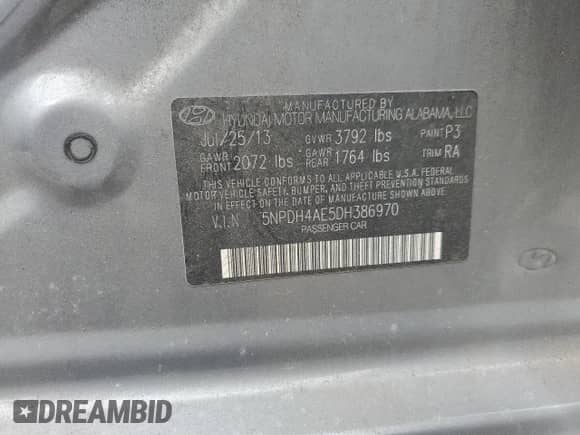 MANUFACTURED BY
HYUNDAI MOTOR MANUFACTURING ALABAMA, LLC
Jul/25/13 GVWR 3792 lbs PAINT P3
GAWR FRONT 2072 lbs GAWR REAR 1764 lbs TRIM RA
THIS VEHICLE CONFORMS TO ALL APPLICABLE U.S.A. FEDERAL
MOTOR VEHICLE SAFETY, BUMPER, AND THEFT PREVENTION STANDARDS
IN EFFECT ON THE DATE OF MANUFACTURE SHOWN ABOVE.
V.I.N 5NPDH4AE5DH386970
PASSENGER CAR
DREAMBID